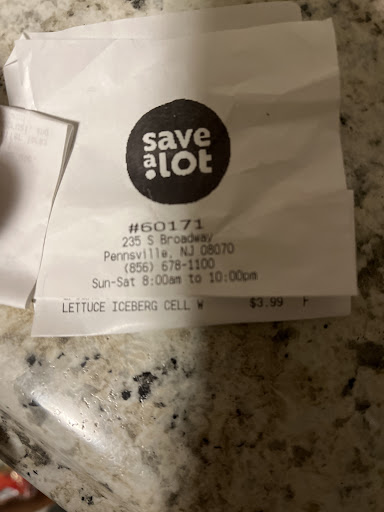 save
a
lot
#60171
235 S Broadway
Pennsville, NJ 08070
(856) 678-1100
Sun-Sat 8:00am to 10:00pm
LETTUCE ICEBERG CELL W $3.99 F